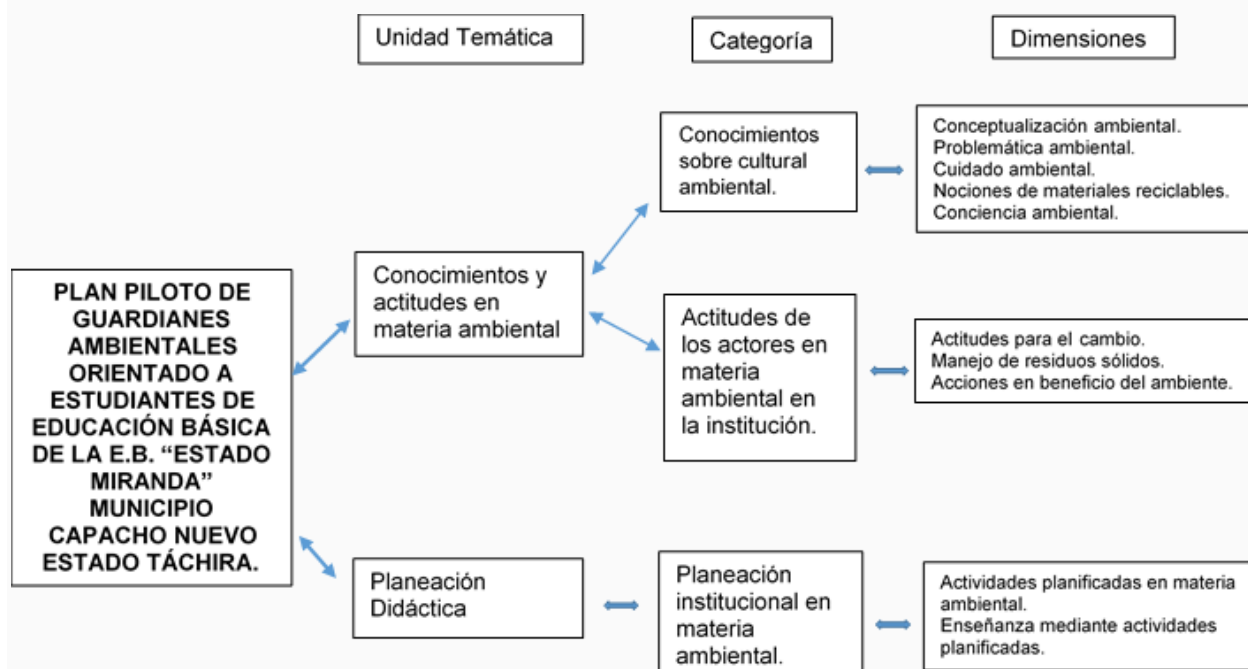 Unidad Temática
Categoría
Dimensiones
PLAN PILOTO DE
GUARDIANES
AMBIENTALES
ORIENTADO A
ESTUDIANTES DE
EDUCACIÓN BÁSICA
DE LA E.B. “ESTADO
MIRANDA”
MUNICIPIO
CAPACHO NUEVO
ESTADO TÁCHIRA.
Conocimientos y
actitudes en
materia ambiental
Conocimientos
sobre cultural
ambiental.
Conceptualización ambiental.
Problemática ambiental.
Cuidado ambiental.
Nociones de materiales reciclables.
Conciencia ambiental.
Actitudes de
los actores en
materia
ambiental en
la institución.
Actitudes para el cambio.
Manejo de residuos sólidos.
Acciones en beneficio del ambiente.
Planeación
Didáctica
Planeación
institucional en
materia
ambiental.
Actividades planificadas en materia
ambiental.
Enseñanza mediante actividades
planificadas.